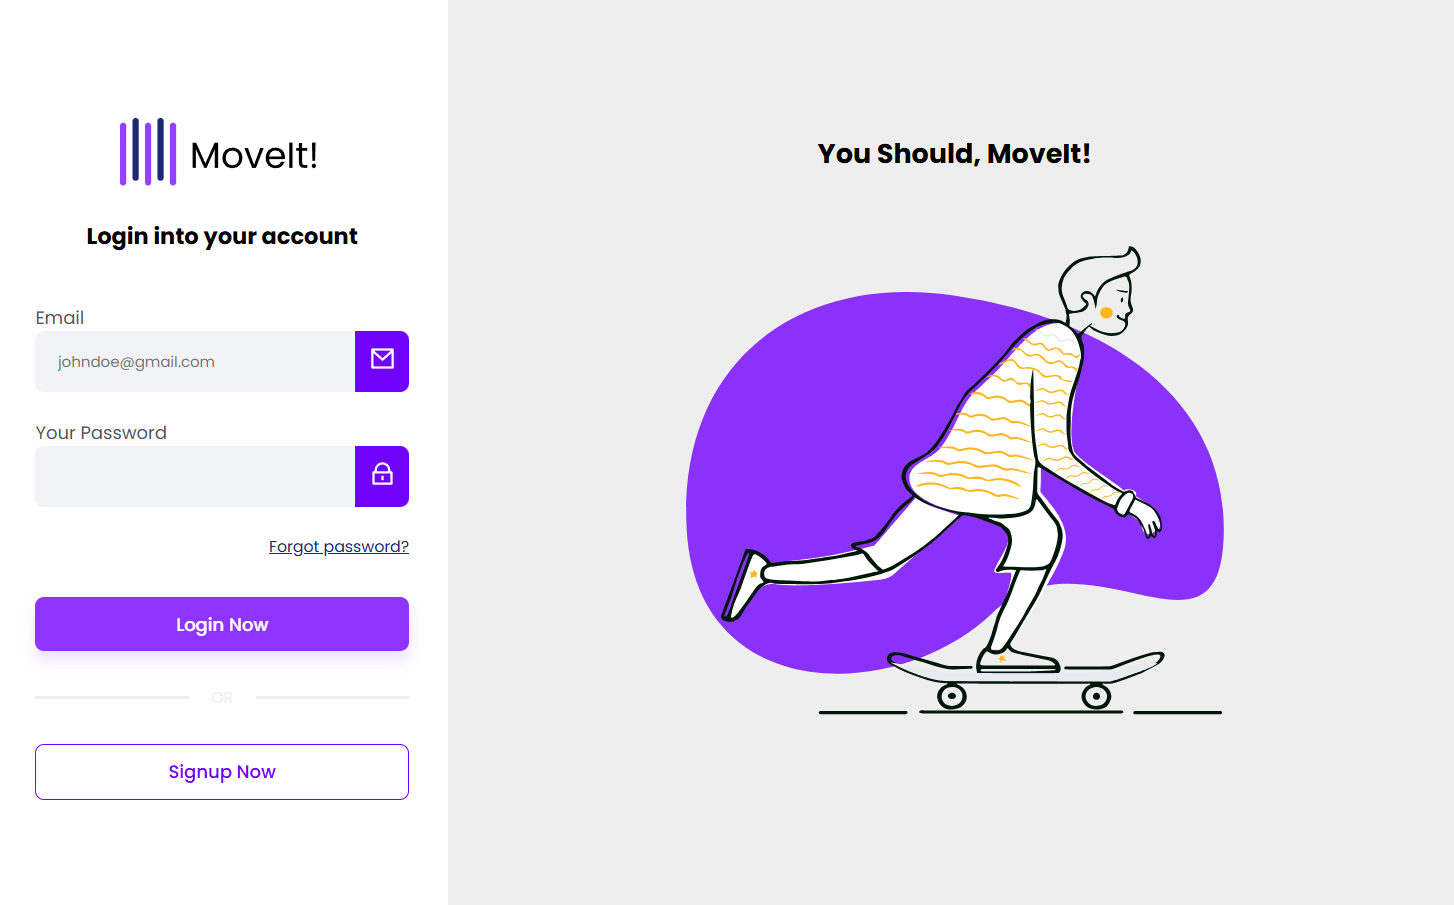 MoveIt!
Login into your account
Email
johndoe@gmail.com
Your Password
Forgot password?
Login Now
OR
Signup Now
You Should, MoveIt!